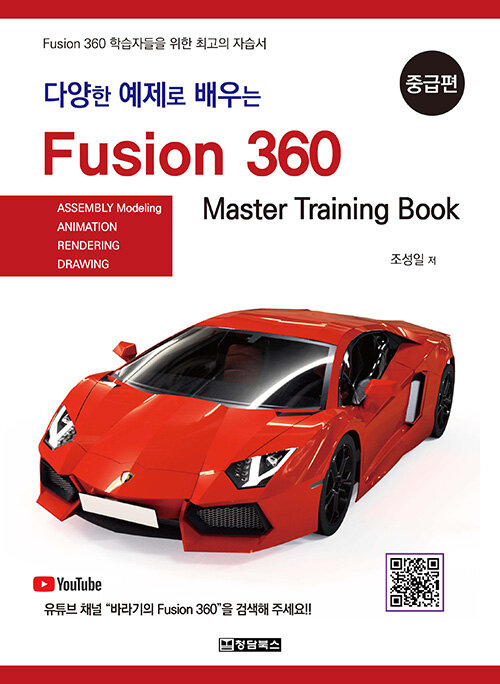 Fusion 360 학습자들을 위한 최고의 자습서
중급편
다양한 예제로 배우는
Fusion 360
Master Training Book
ASSEMBLY Modeling
ANIMATION
RENDERING
DRAWING
조성일 저
YouTube
유튜브 채널 “바라기의 Fusion 360”을 검색해 주세요!!
청담북스